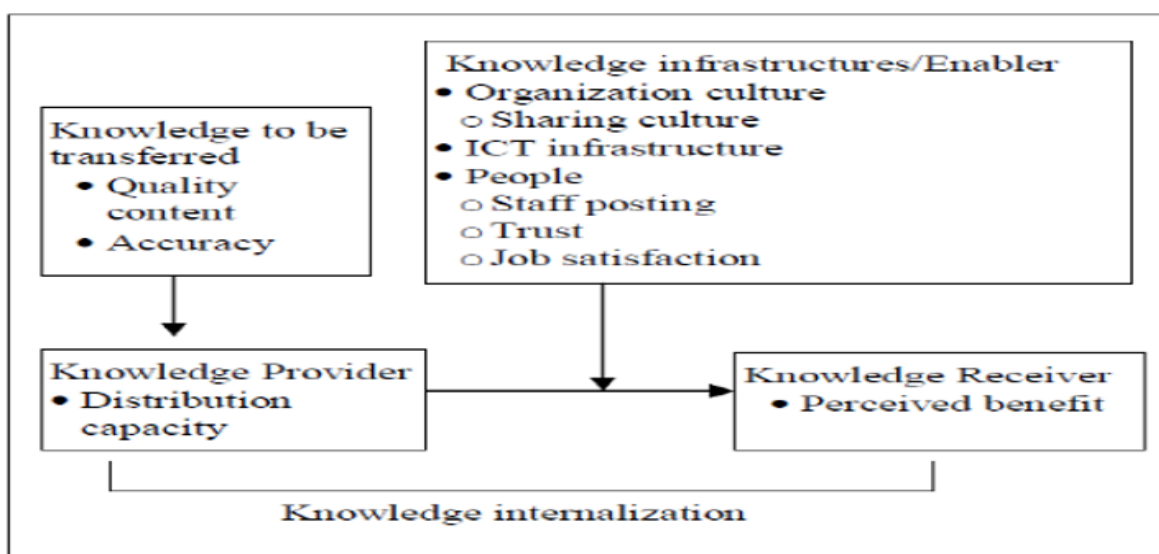 Knowledge infrastructures/Enabler
• Organization culture
○ Sharing culture
• ICT infrastructure
• People
○ Staff posting
○ Trust
○ Job satisfaction
Knowledge to be
transferred
• Quality
content
• Accuracy
Knowledge Provider
• Distribution
capacity
Knowledge Receiver
• Perceived benefit
Knowledge internalization